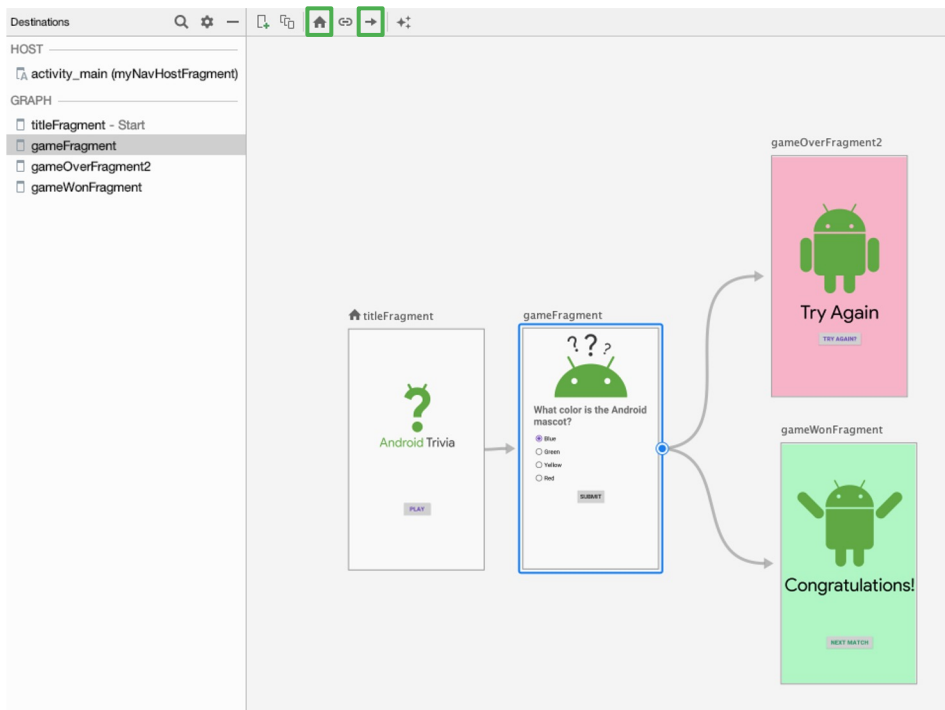 Destinations
HOST
activity_main (myNavHostFragment)
GRAPH
titleFragment - Start
gameFragment
gameOverFragment2
gameWonFragment
titleFragment
?
Android Trivia
PLAY
gameFragment
? ? ?
What color is the Android
mascot?
Blue
Green
Yellow
Red
SUBMIT
gameOverFragment2
Try Again
TRY AGAIN?
gameWonFragment
Congratulations!
NEXT MATCH